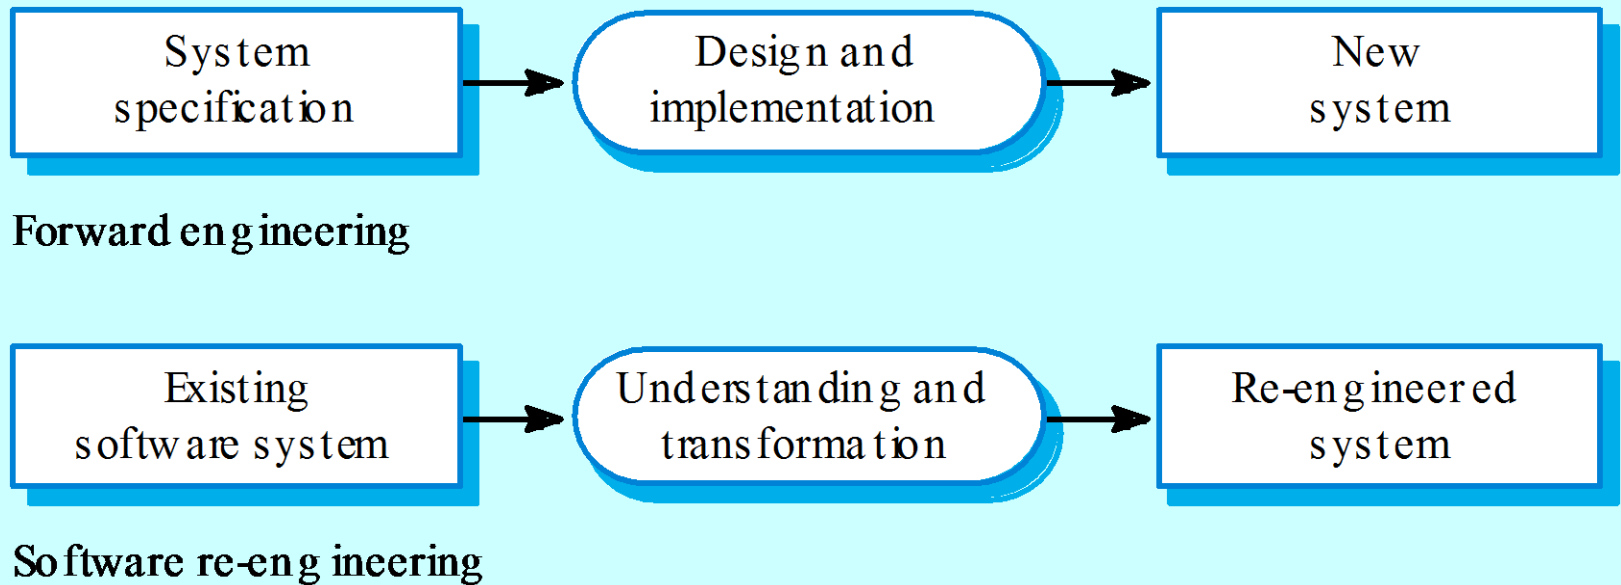 System
specification
Design and
implementation
New
system
Forward engineering
Existing
software system
Understanding and
transformation
Re-engineered
system
Software re-engineering